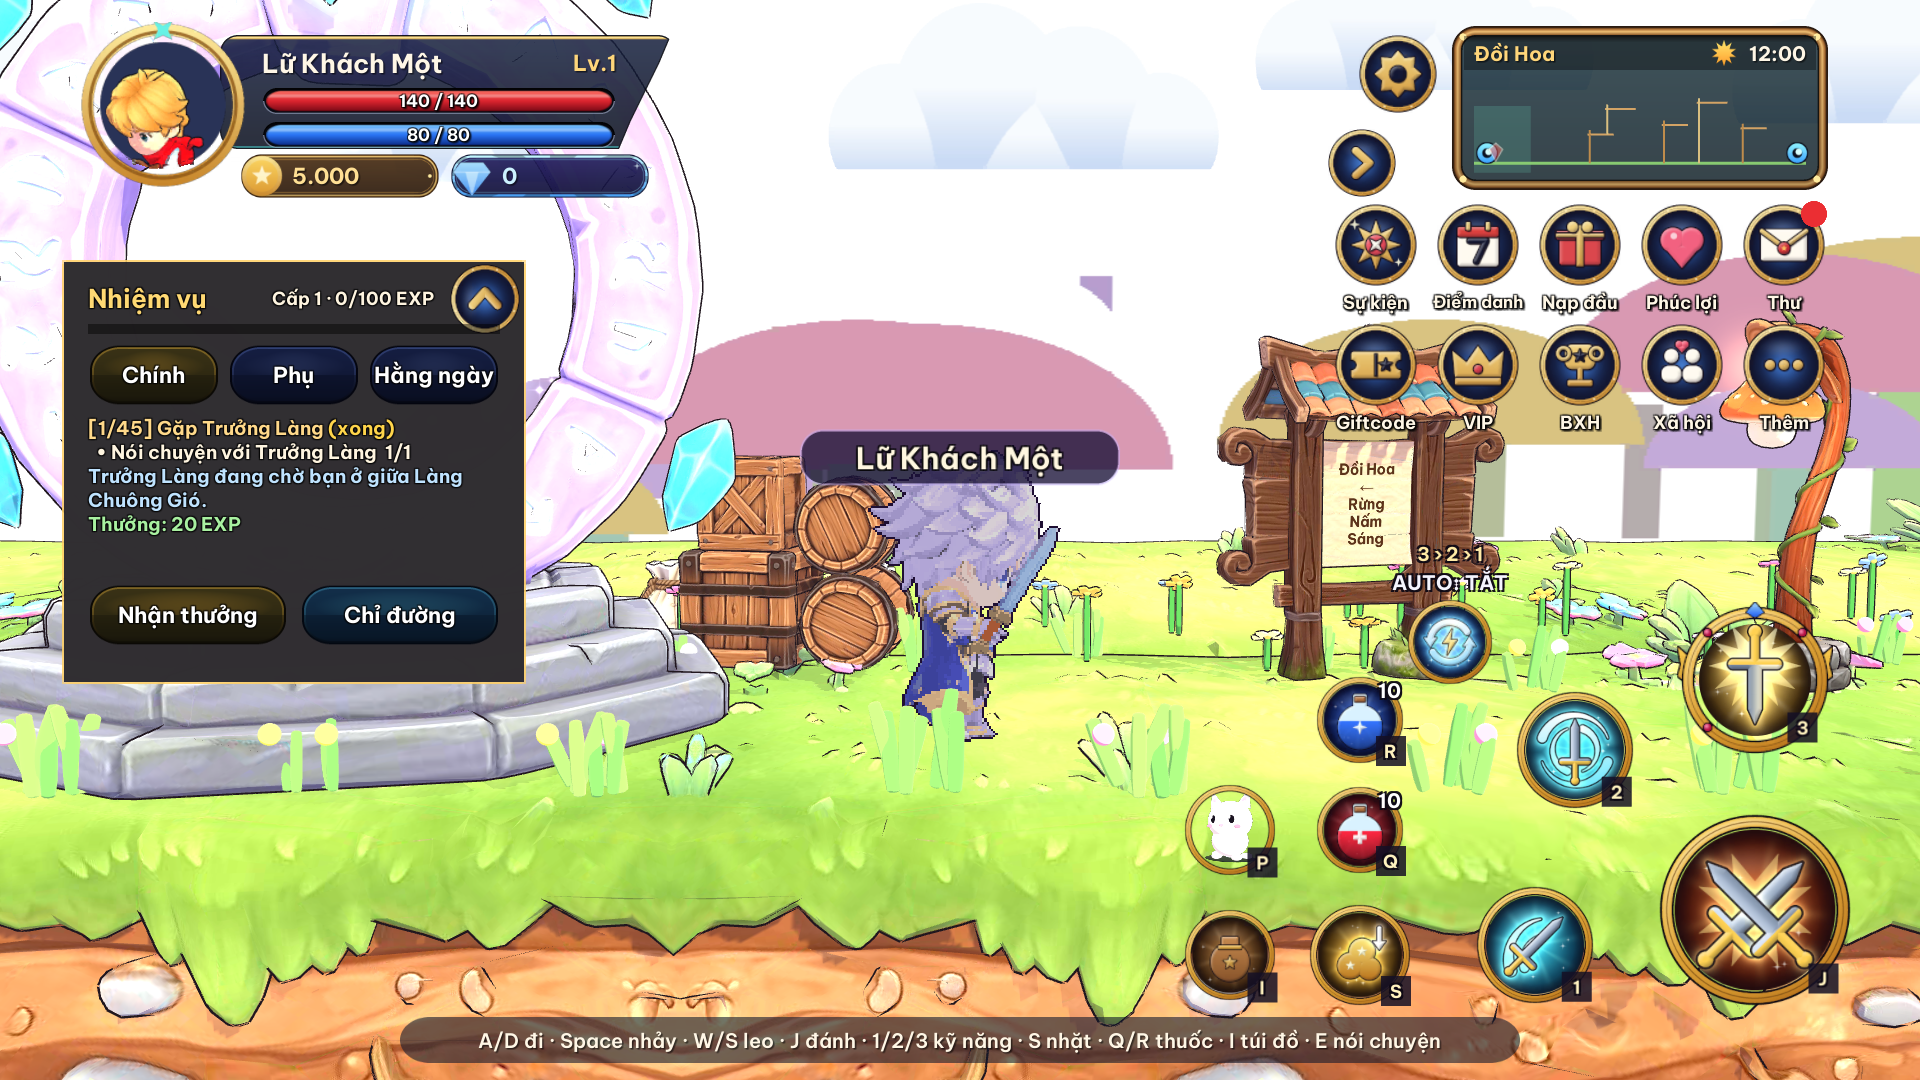 Lữ Khách Một
Lv.1
140 / 140
80 / 80
5.000
0
Đồi Hoa
12:00
7
Sự kiện
Điểm danh
Nạp đầu
Phúc lợi
Thư
Giftcode
VIP
BXH
Xã hội
Thêm
Nhiệm vụ
Cấp 1 · 0/100 EXP
Chính
Phụ
Hằng ngày
[1/45] Gặp Trưởng Làng (xong)
• Nói chuyện với Trưởng Làng 1/1
Trưởng Làng đang chờ bạn ở giữa Làng
Chuông Gió.
Thưởng: 20 EXP
Nhận thưởng
Chỉ đường
Lữ Khách Một
Đồi Hoa
←
Rừng
Nấm
Sáng
3 › 2 › 1
AUTO: TẮT
10
R
3
2
10
Q
P
I
S
1
J
A/D đi · Space nhảy · W/S leo · J đánh · 1/2/3 kỹ năng · S nhặt · Q/R thuốc · I túi đồ · E nói chuyện